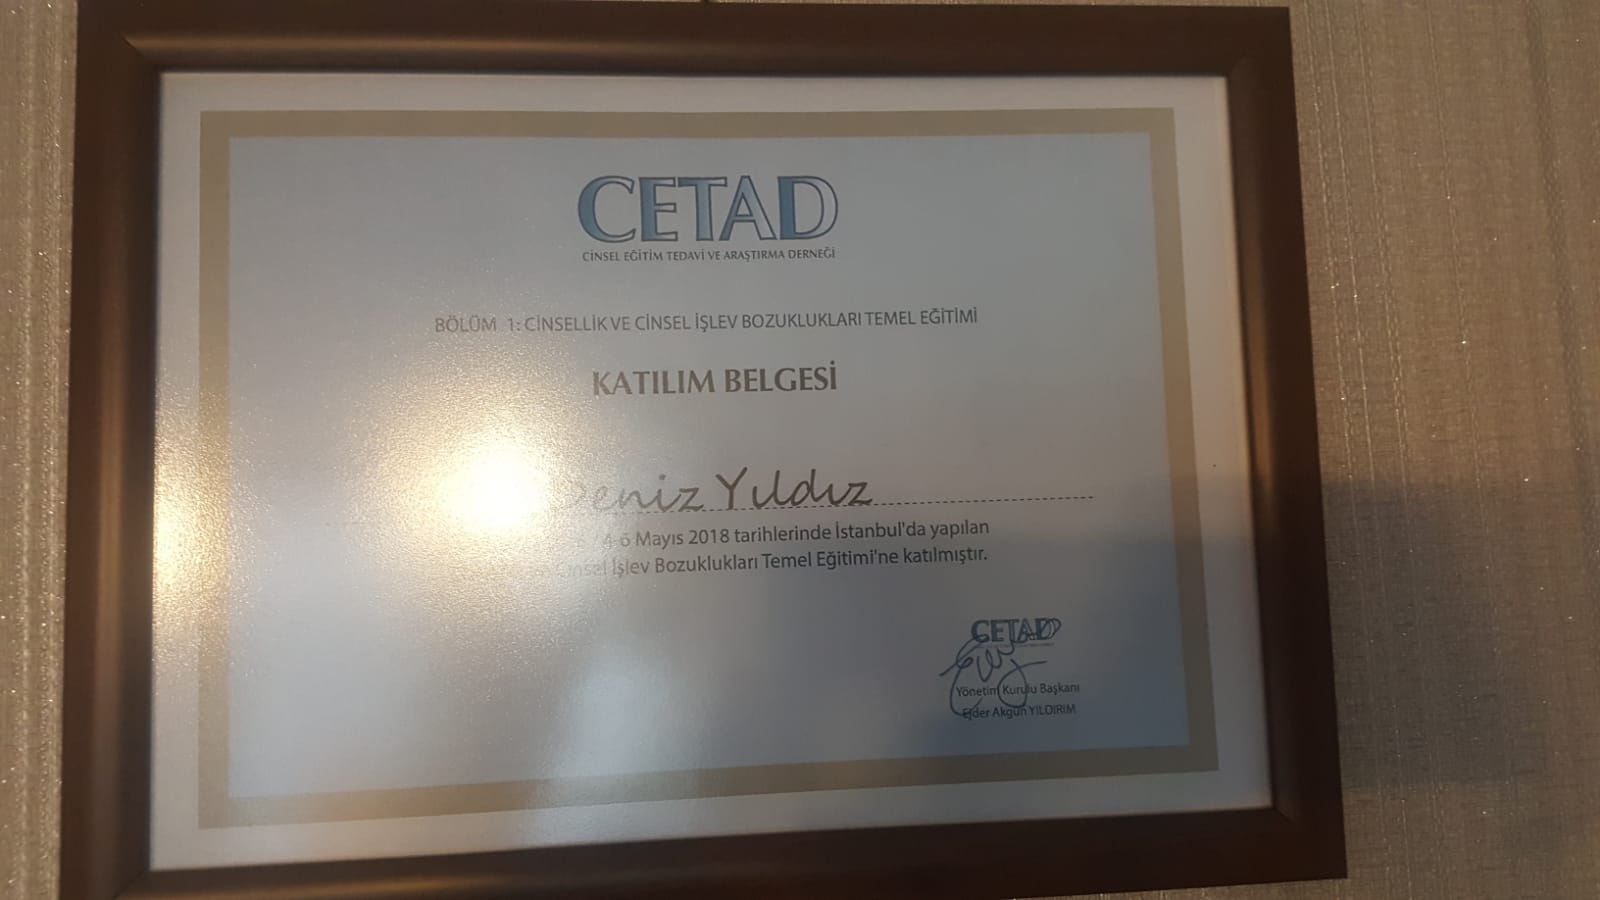 CETAD
CİNSEL EĞİTİM TEDAVİ VE ARAŞTIRMA DERNEĞİ
BÖLÜM 1: CİNSELLİK VE CİNSEL İŞLEV BOZUKLUKLARI TEMEL EĞİTİMİ
KATILIM BELGESİ
Deniz Yıldız
4-6 Mayıs 2018 tarihlerinde İstanbul'da yapılan
Cinsel İşlev Bozuklukları Temel Eğitimi'ne katılmıştır.
CETAD
Yönetim Kurulu Başkanı
Ejder Akgün YILDIRIM